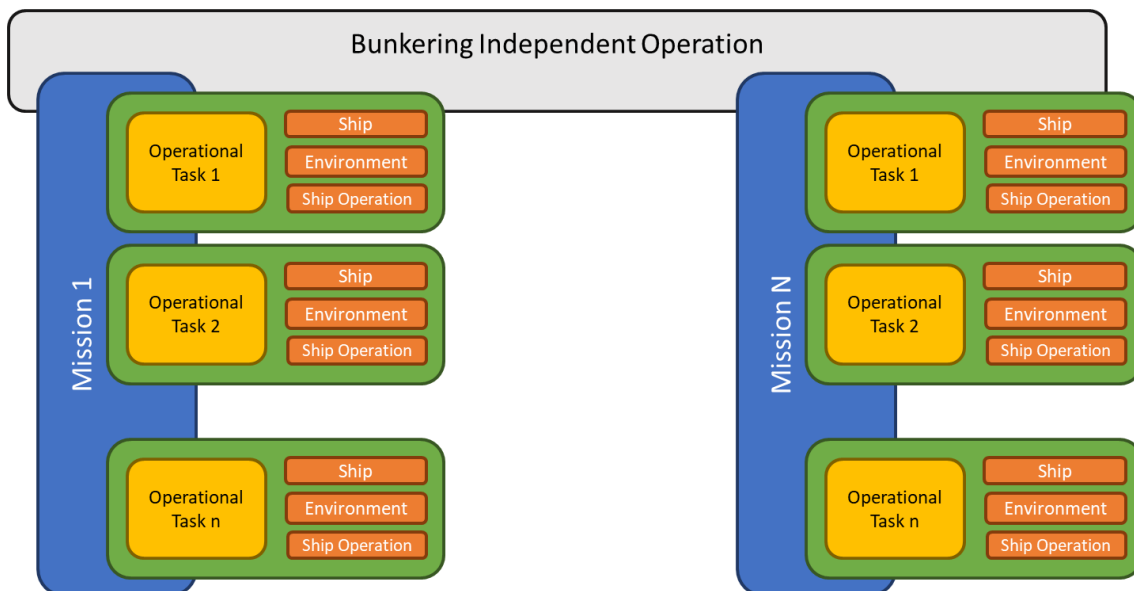 Bunkering Independent Operation
Mission 1
Operational
Task 1
Ship
Environment
Ship Operation
Operational
Task 2
Ship
Environment
Ship Operation
Operational
Task n
Ship
Environment
Ship Operation
Mission N
Operational
Task 1
Ship
Environment
Ship Operation
Operational
Task 2
Ship
Environment
Ship Operation
Operational
Task n
Ship
Environment
Ship Operation